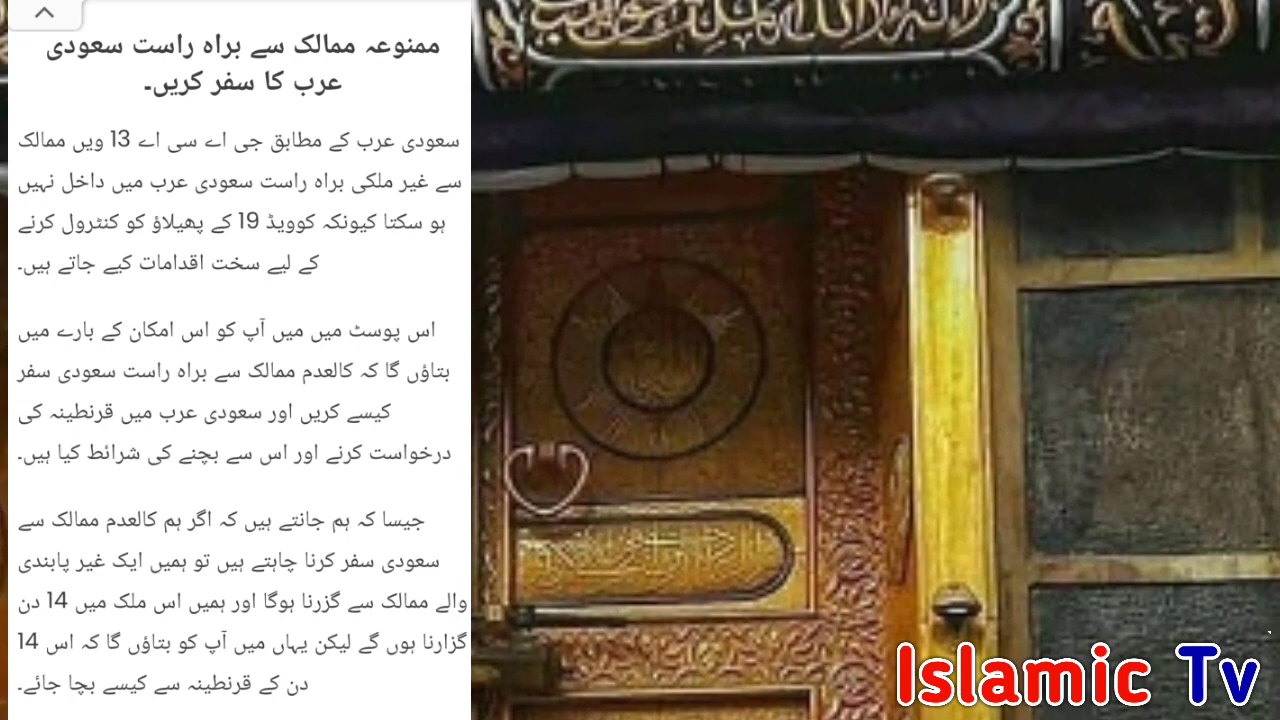 ممنوعہ ممالک سے براہ راست سعودی
عرب کا سفر کریں۔
سعودی عرب کے مطابق جی اے سی اے 13 ویں ممالک
سے غیر ملکی براہ راست سعودی عرب میں داخل نہیں
ہو سکتا کیونکہ کوویڈ 19 کے پھیلاؤ کو کنٹرول کرنے
کے لیے سخت اقدامات کیے جاتے ہیں۔
اس پوسٹ میں میں آپ کو اس امکان کے بارے میں
بتاؤں گا کہ کالعدم ممالک سے براہ راست سعودی سفر
کیسے کریں اور سعودی عرب میں قرنطینہ کی
درخواست کرنے اور اس سے بچنے کی شرائط کیا ہیں۔
جیسا کہ ہم جانتے ہیں کہ اگر ہم کالعدم ممالک سے
سعودی سفر کرنا چاہتے ہیں تو ہمیں ایک غیر پابندی
والے ممالک سے گزرنا ہوگا اور ہمیں اس ملک میں 14 دن
گزارنا ہوں گے لیکن یہاں میں آپ کو بتاؤں گا کہ اس 14
دن کے قرنطینہ سے کیسے بچا جائے۔
Islamic Tv